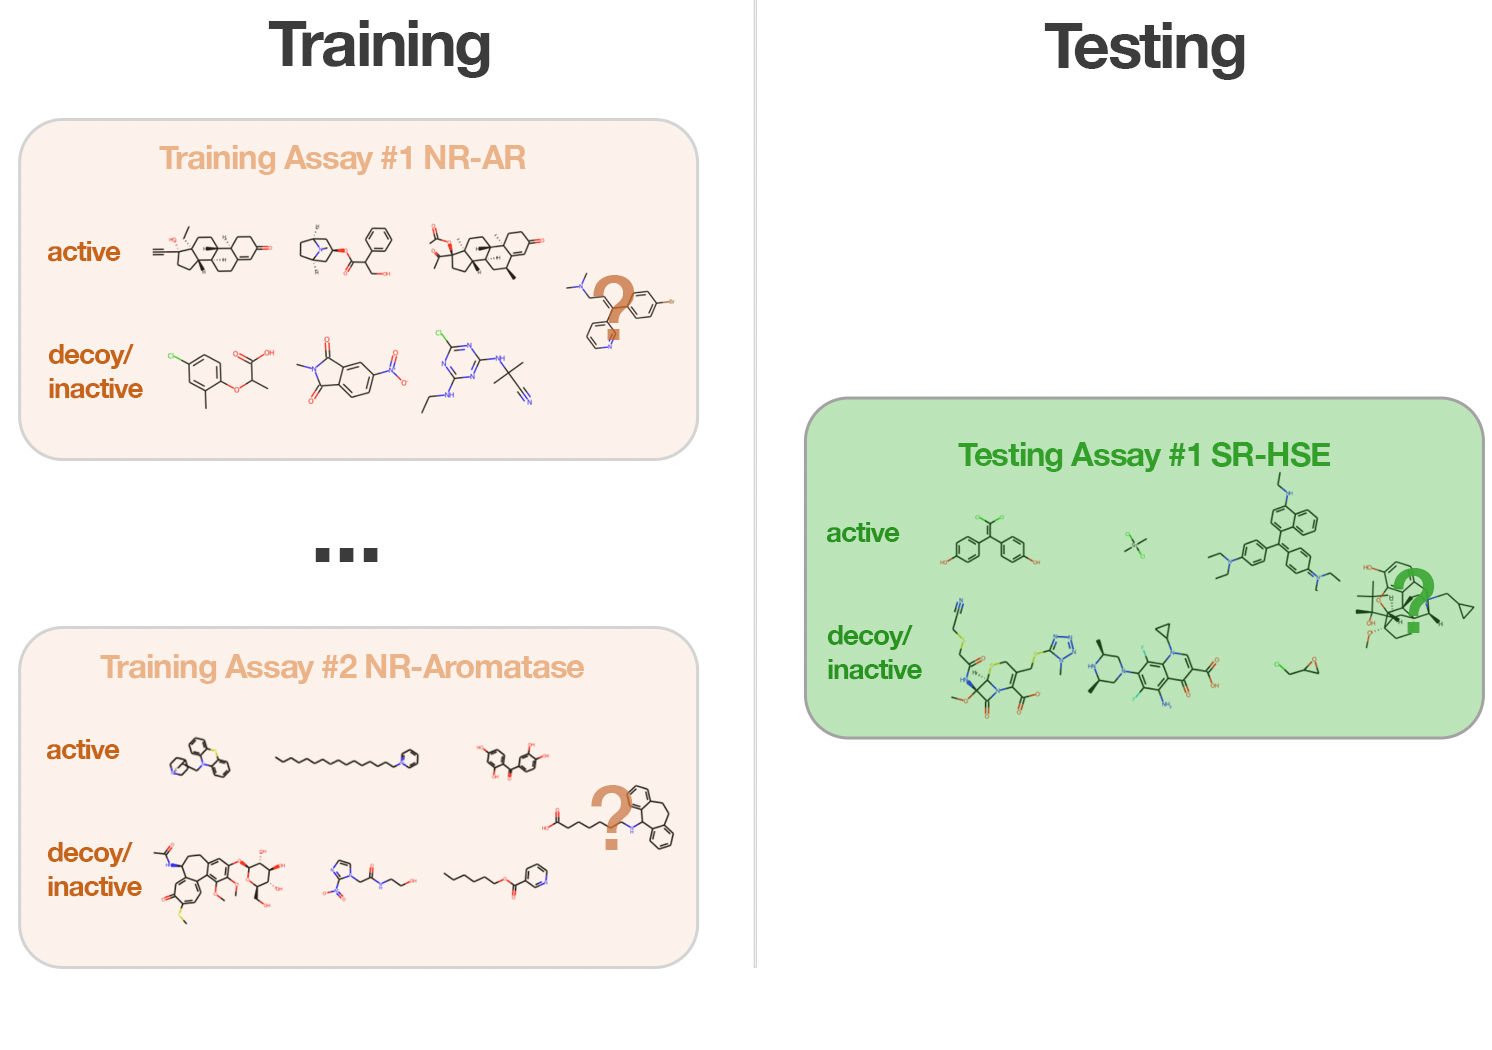 Training
Testing
Training Assay #1 NR-AR
active
?
decoy/
inactive
...
Training Assay #2 NR-Aromatase
active
?
decoy/
inactive
Testing Assay #1 SR-HSE
active
?
decoy/
inactive